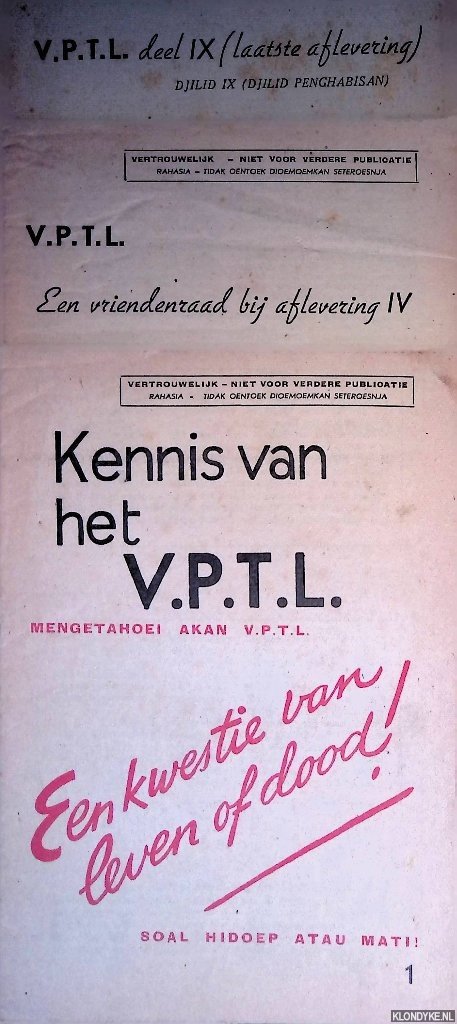 V.P.T.L. deel IX (laatste aflevering)
DJILID IX (DJILID PENGHABISAN)
VERTROUWELIJK – NIET VOOR VERDERE PUBLICATIE
RAHASIA – TIDAK OENTOEK DIOEMOEMKAN SETEROESNJA
V.P.T.L.
Een vriendenraad bij aflevering IV
VERTROUWELIJK – NIET VOOR VERDERE PUBLICATIE
RAHASIA - TIDAK OENTOEK DIOEMOEMKAN SETEROESNJA
Kennis van
het
V.P.T.L.
MENGETAHOEI AKAN V.P.T.L.
Een kwestie van
leven of dood!
SOAL HIDOEP ATAU MATI!
1
KLONDYKE.NL